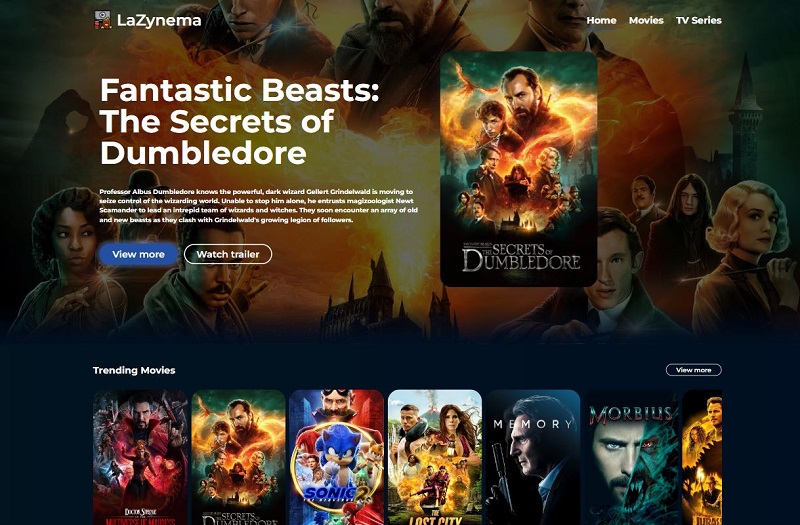 LaZynema
Home Movies TV Series
Fantastic Beasts:
The Secrets of
Dumbledore
Professor Albus Dumbledore knows the powerful, dark wizard Gellert Grindelwald is moving to
seize control of the wizarding world. Unable to stop him alone, he entrusts magizoologist Newt
Scamander to lead an intrepid team of wizards and witches. They soon encounter an array of old
and new beasts as they clash with Grindelwald's growing legion of followers.
View more
Watch trailer
THE SECRETS OF
DUMBLEDORE
Trending Movies
View more
DOCTOR STRANGE
MULTIVERSE OF MADNESS
SECRETS OF
DUMBLEDORE
SONIC 2
THE HEDGEHOG
THE
LOST CITY
MEMORY
MORBIUS